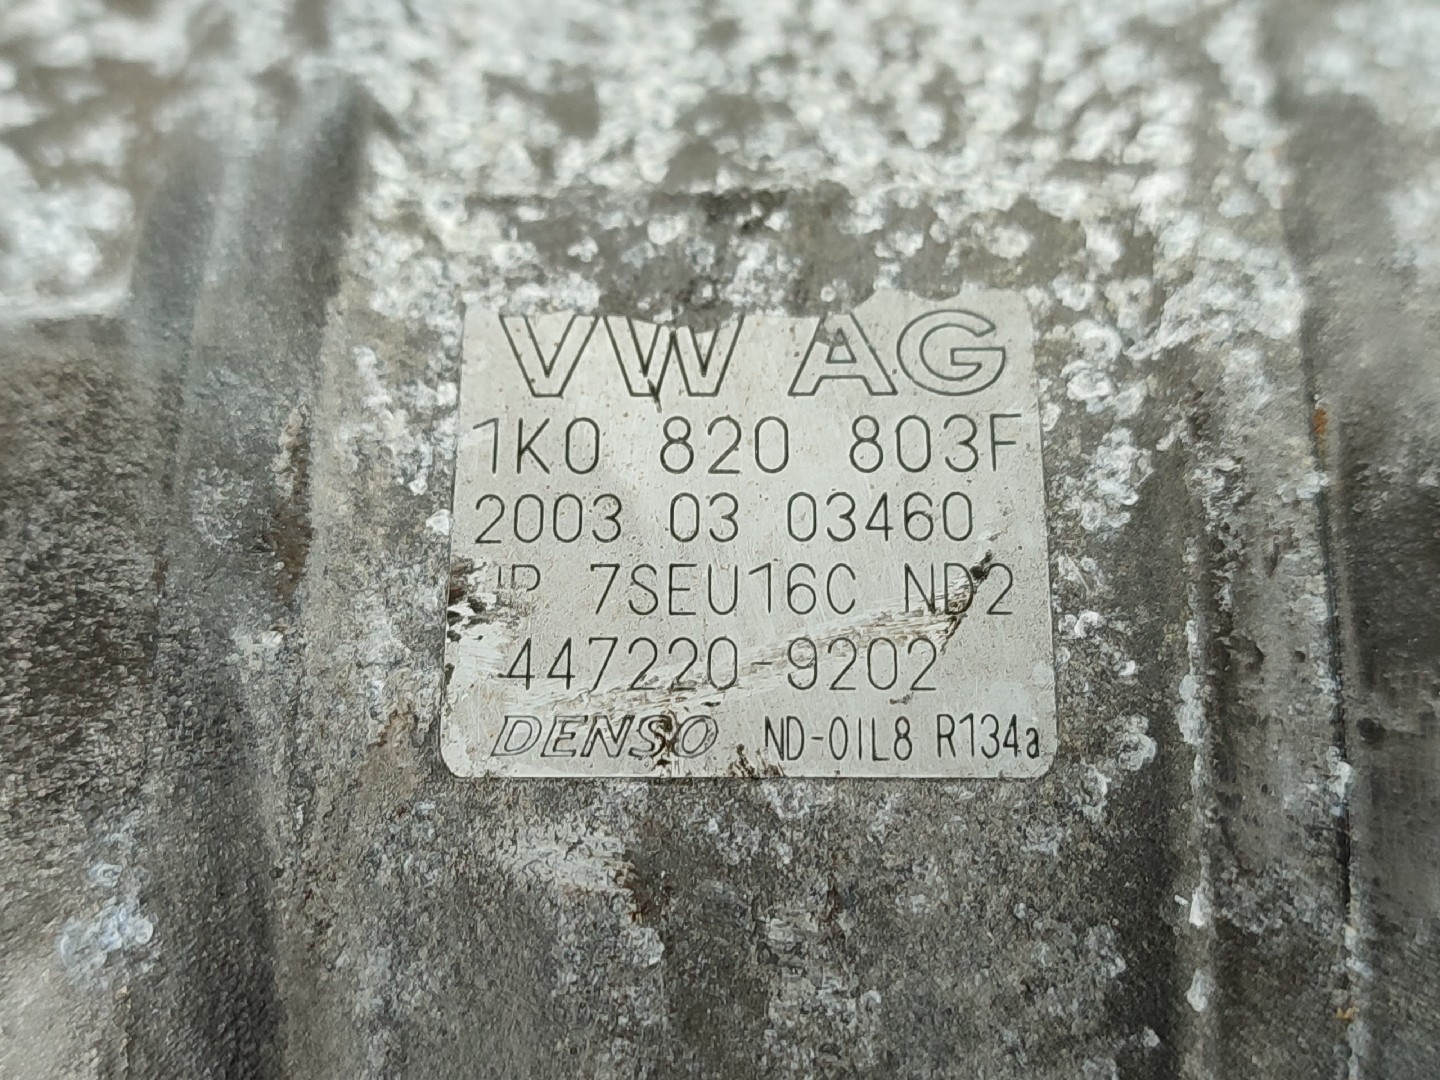 VW AG
1K0 820 803F
2003 03 03460
7SEU16C ND2
447220-9202
DENSO ND-OIL8 R134a